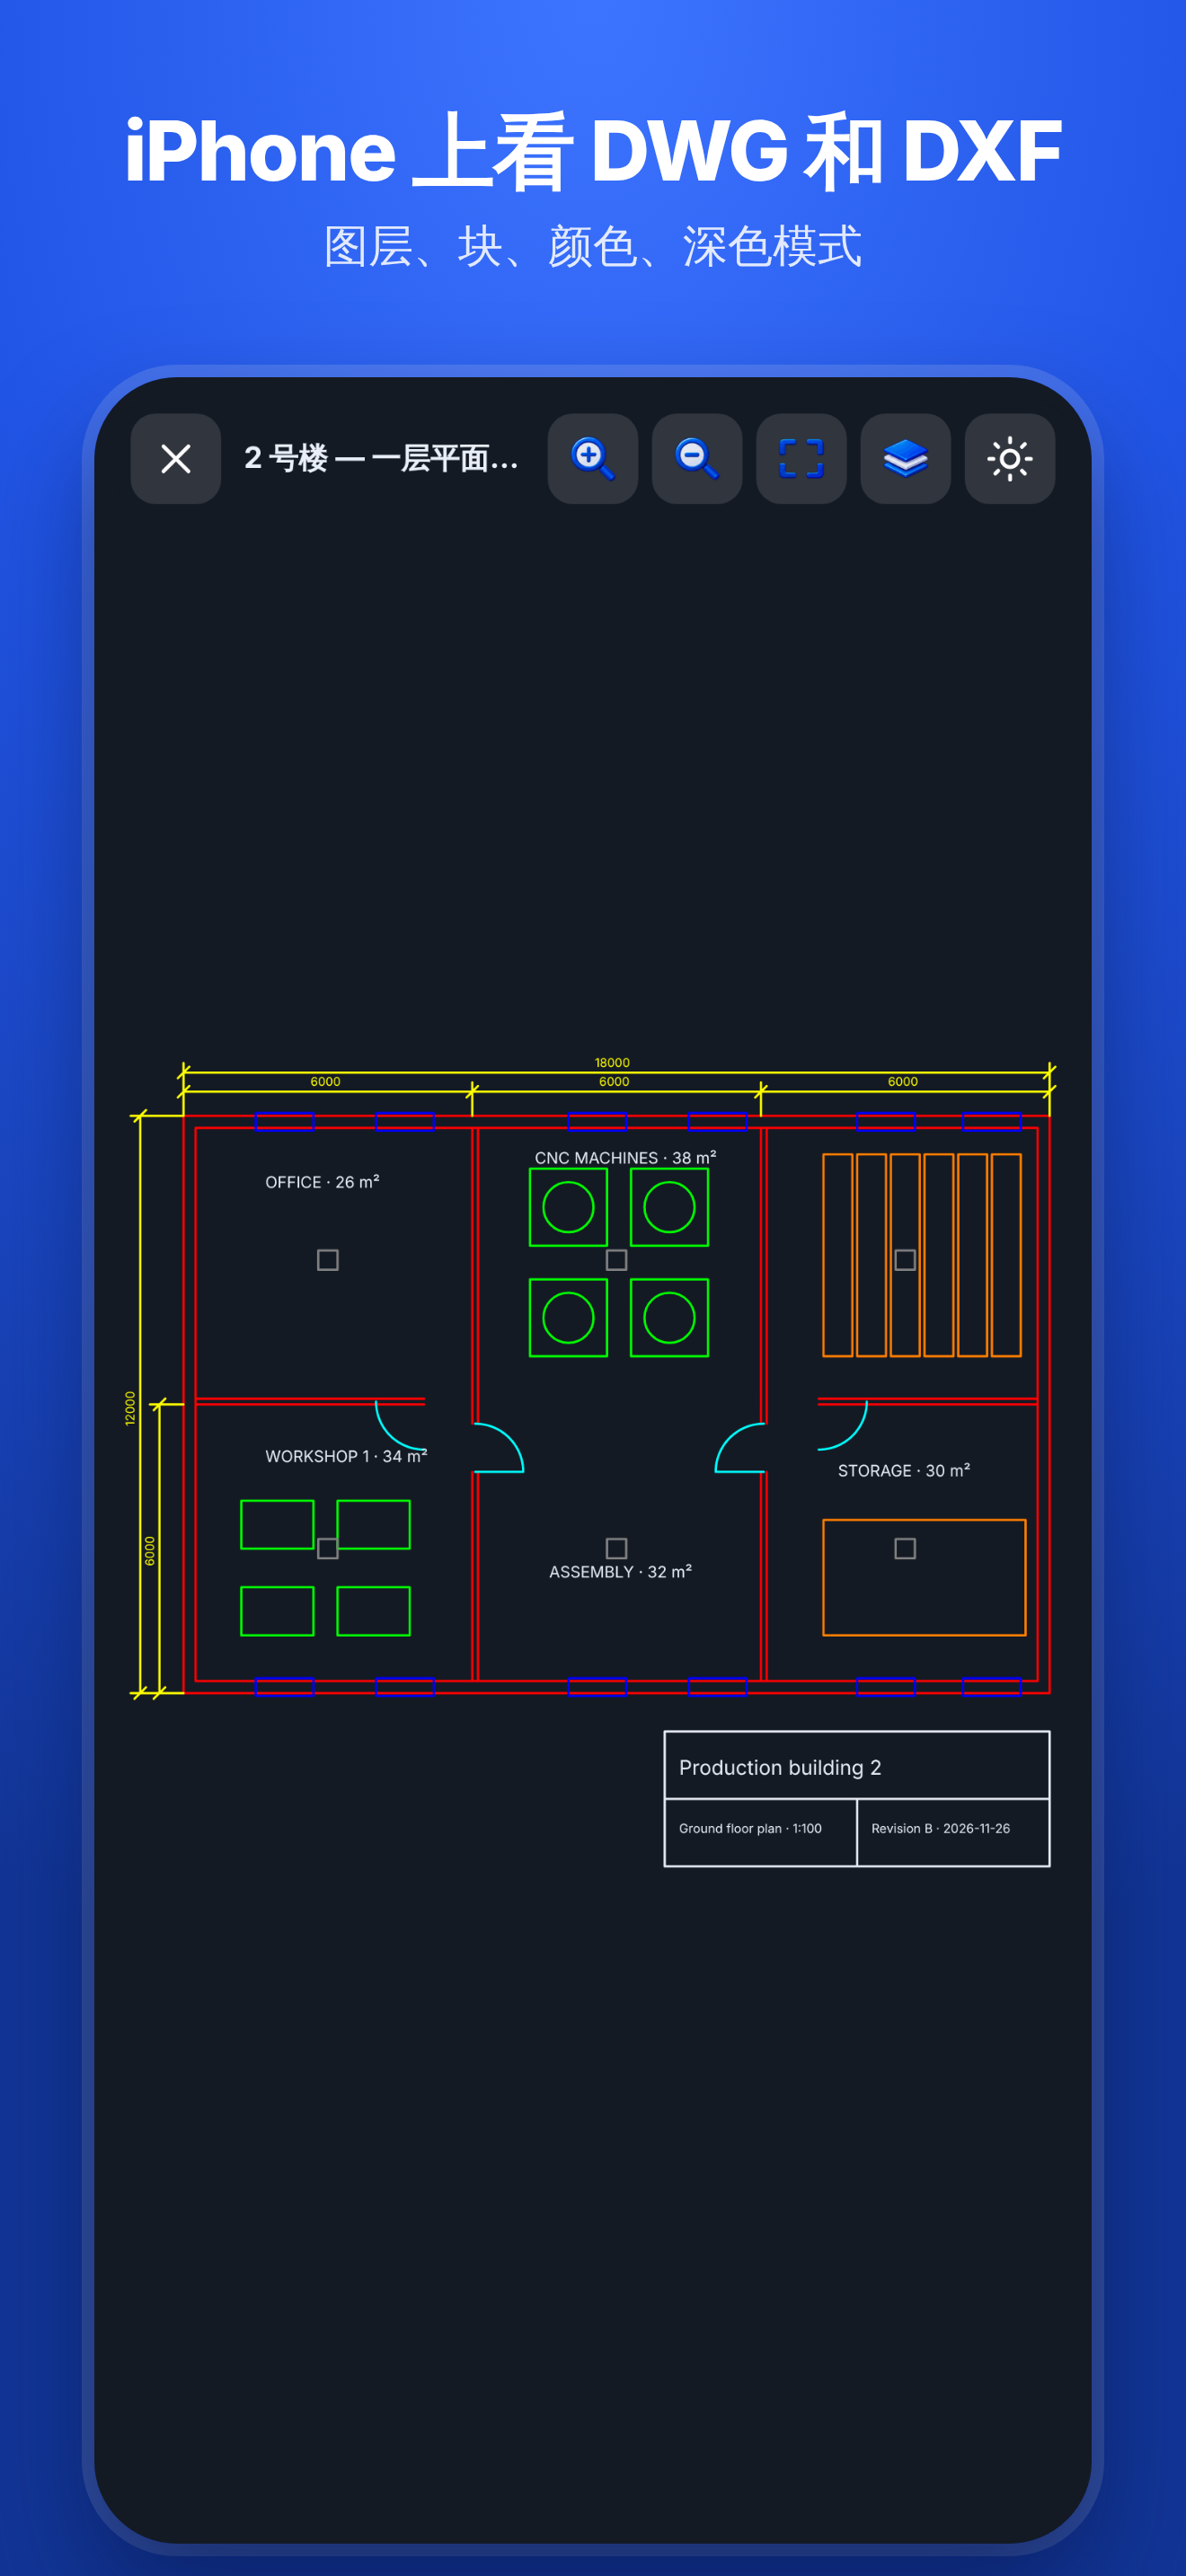 iPhone 上看 DWG 和 DXF
图层、块、颜色、深色模式
2 号楼 — 一层平面...
18000
6000 6000 6000
CNC MACHINES · 38 m²
OFFICE · 26 m²
12000
WORKSHOP 1 · 34 m²
STORAGE · 30 m²
6000
ASSEMBLY · 32 m²
Production building 2
Ground floor plan · 1:100
Revision B · 2026-11-26